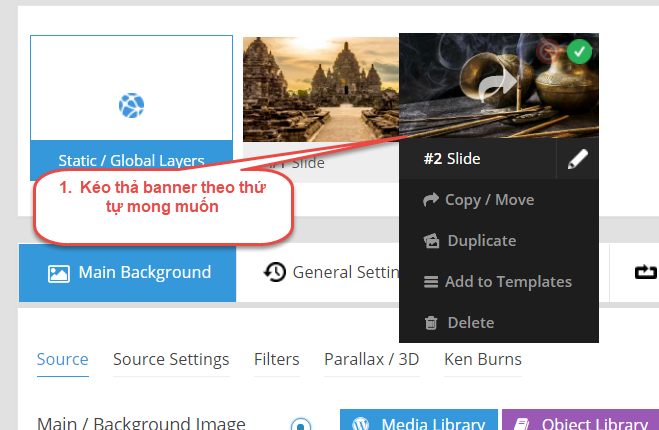 Static / Global Layers
Slide
#2 Slide
1. Kéo thả banner theo thứ
tự mong muốn
Copy / Move
Duplicate
Add to Templates
Delete
Main Background
General Settin
Source
Source Settings
Filters
Parallax / 3D
Ken Burns
Main / Background Image
Media Library
Object Library